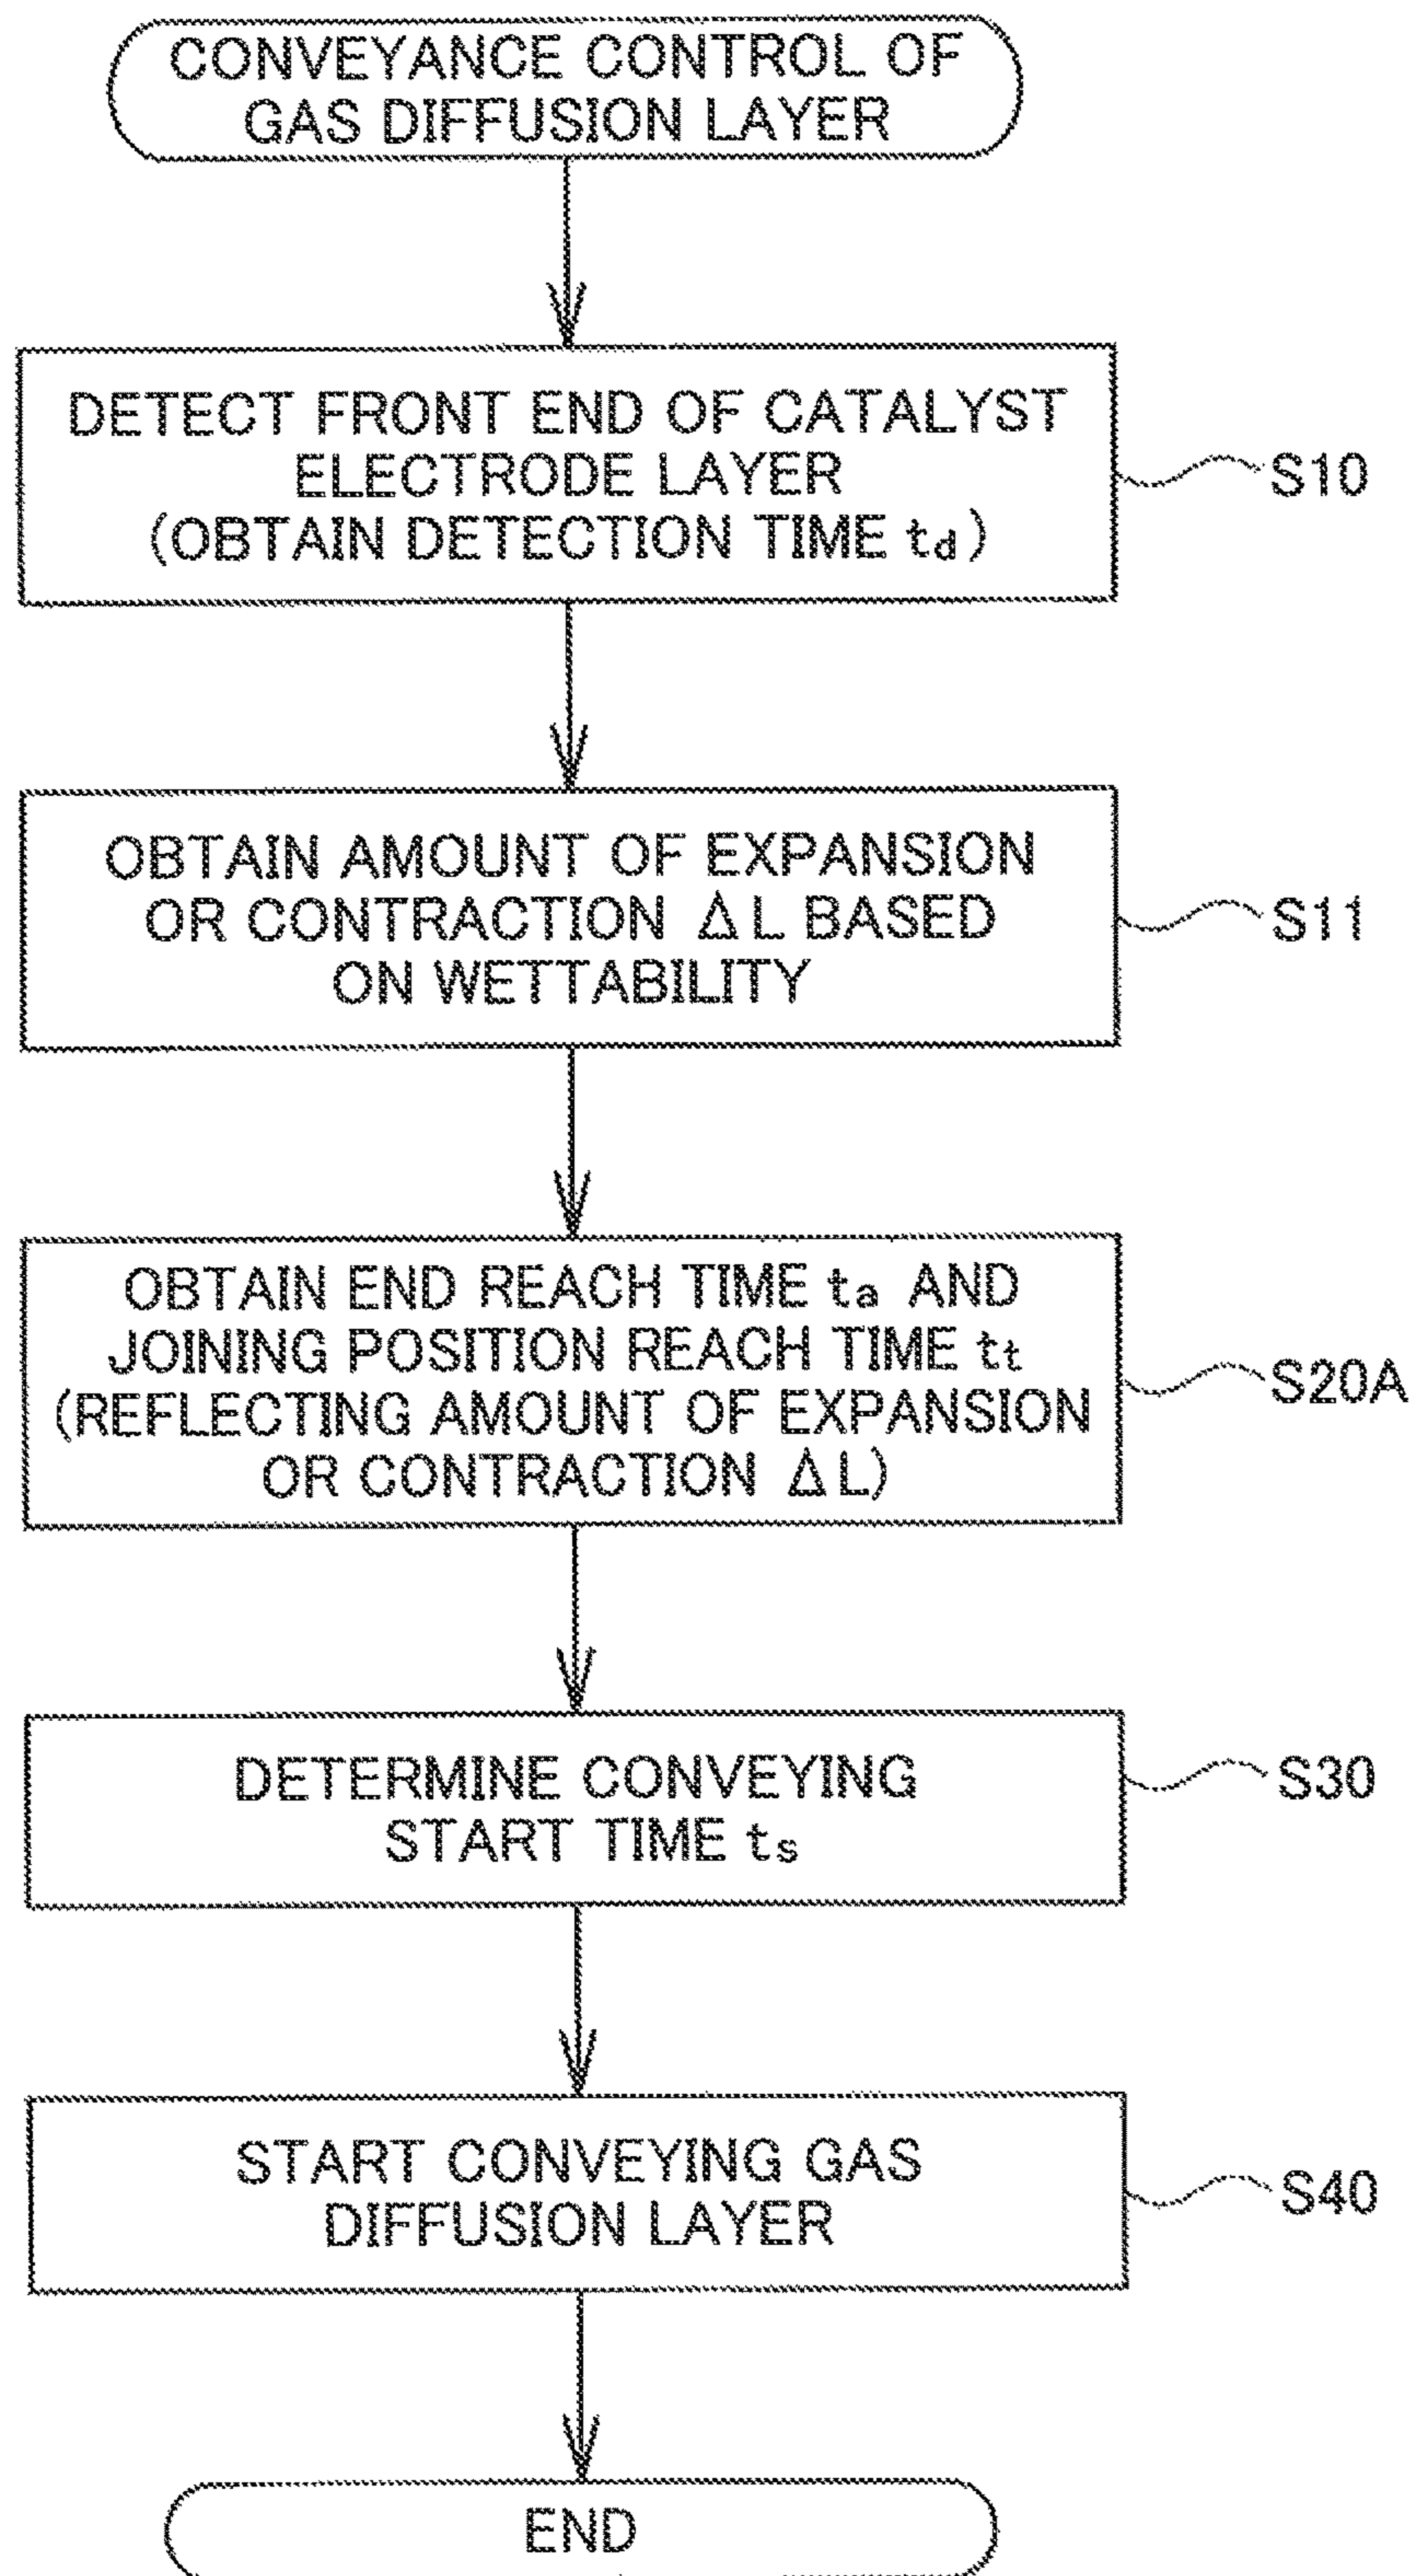 CONVEYANCE CONTROL OF
GAS DIFFUSION LAYER
DETECT FRONT END OF CATALYST
ELECTRODE LAYER
(OBTAIN DETECTION TIME td)
S10
OBTAIN AMOUNT OF EXPANSION
OR CONTRACTION ΔL BASED
ON WETTABILITY
S11
OBTAIN END REACH TIME ta AND
JOINING POSITION REACH TIME tt
(REFLECTING AMOUNT OF EXPANSION
OR CONTRACTION ΔL)
S20A
DETERMINE CONVEYING
START TIME ts
S30
START CONVEYING GAS
DIFFUSION LAYER
S40
END